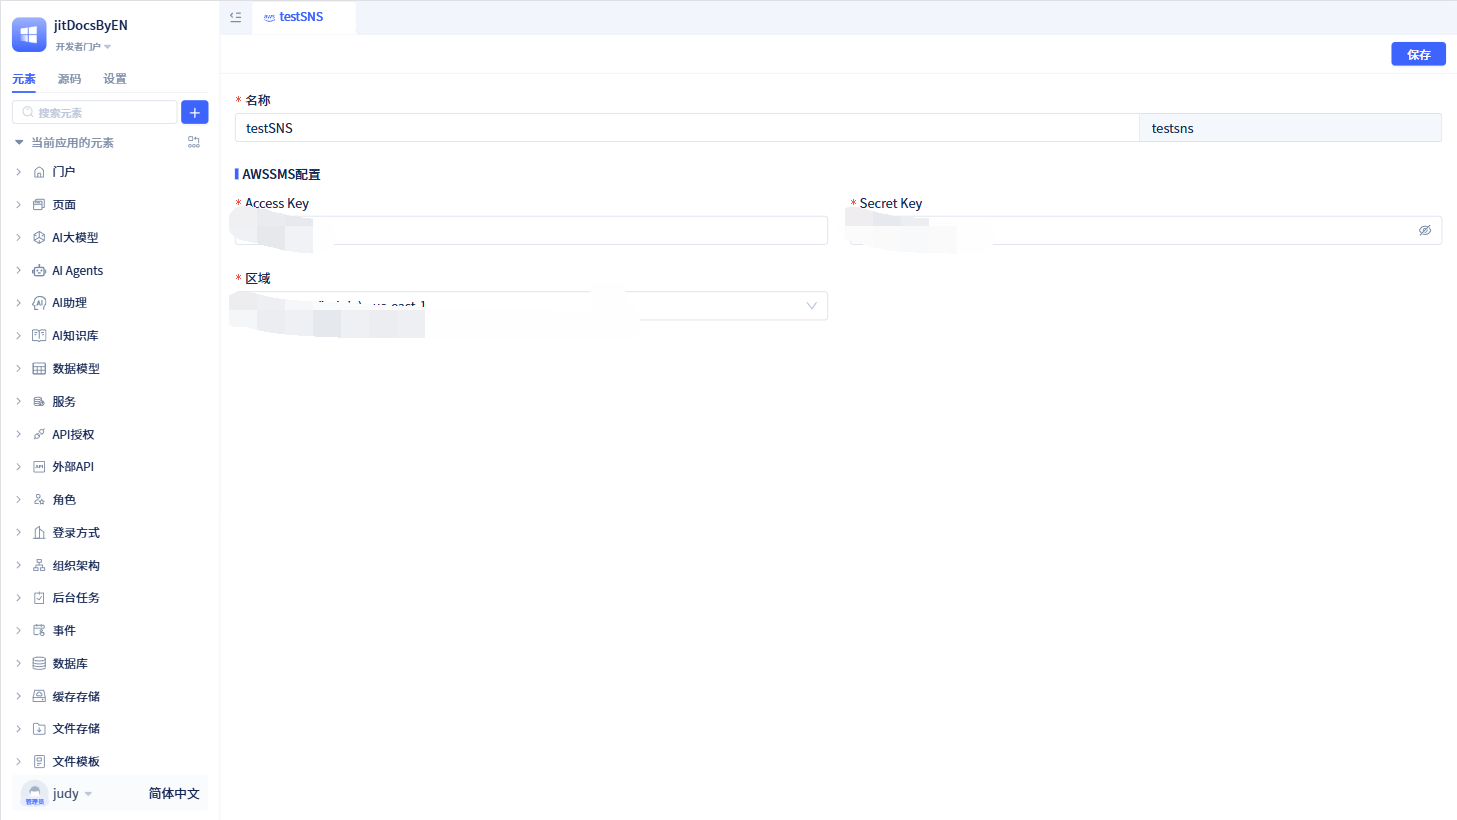 jitDocsByEN
开发者门户
元素 源码 设置
搜索元素
当前应用的元素
门户
页面
AI大模型
AI Agents
AI助理
AI知识库
数据模型
服务
API授权
外部API
角色
登录方式
组织架构
后台任务
事件
数据库
缓存存储
文件存储
文件模板
管理员
judy
简体中文
aws testSNS
保存
* 名称
testSNS
testsns
AWSSMS配置
* Access Key
* Secret Key
* 区域
us-east-1